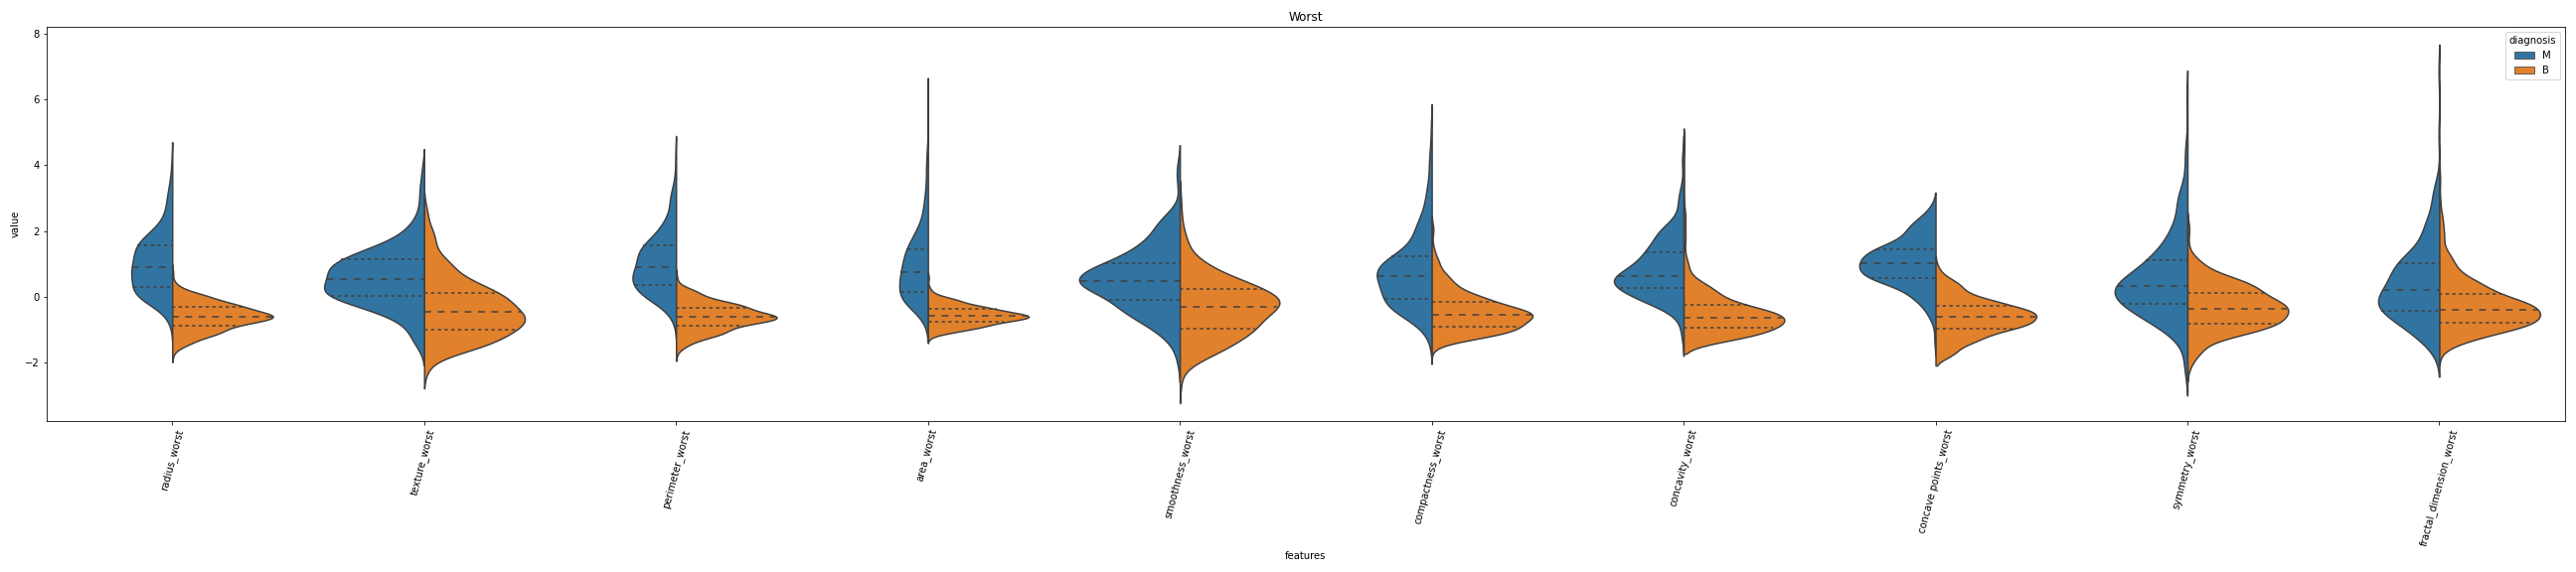 Worst
diagnosis
M
B
value
8
6
4
2
0
−2
radius_worst
texture_worst
perimeter_worst
area_worst
smoothness_worst
compactness_worst
concavity_worst
concave points_worst
symmetry_worst
fractal_dimension_worst
features